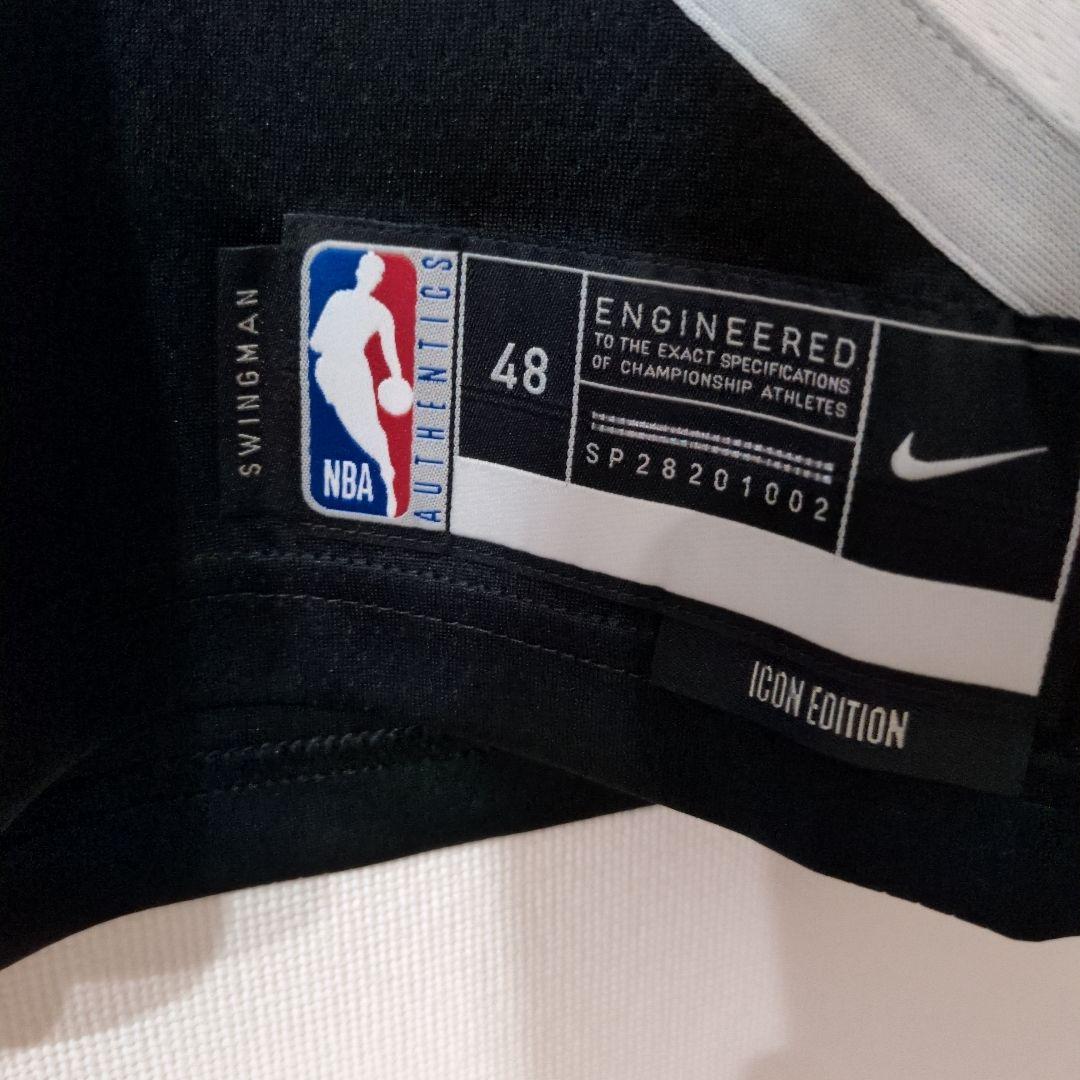 SWINGMAN
NBA
AUTHENTICS
48
ENGINEERED
TO THE EXACT SPECIFICATIONS
OF CHAMPIONSHIP ATHLETES
SP28201002
ICON EDITION